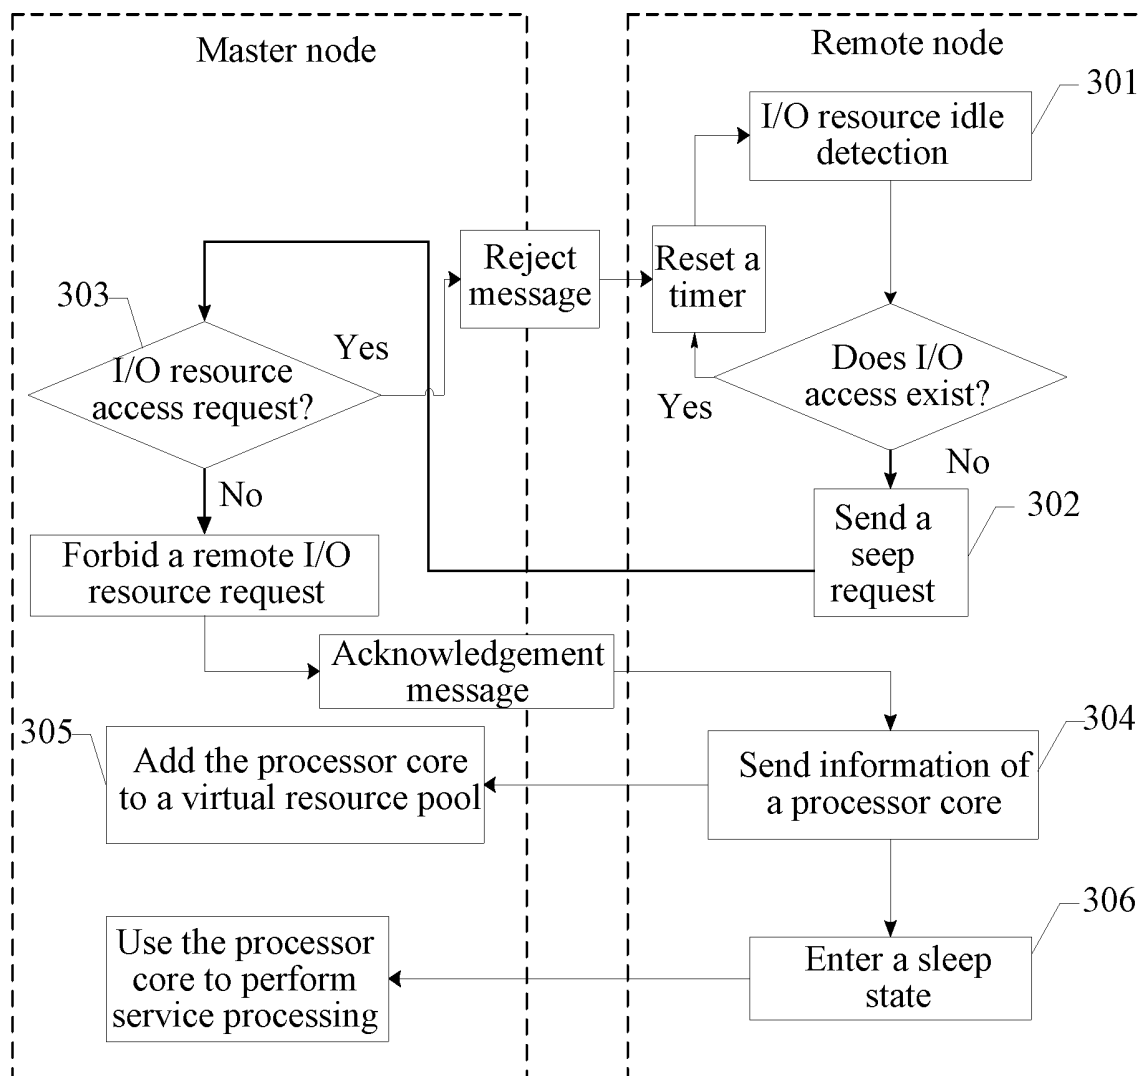 Master node
Remote node
301
I/O resource idle
detection
Reject
message
Reset a
timer
303
Yes
I/O resource
access request?
Does I/O
access exist?
Yes
No
No
Send a
seep
request
302
Forbid a remote I/O
resource request
Acknowledgement
message
304
305
Add the processor core
to a virtual resource pool
Send information of
a processor core
306
Use the processor
core to perform
service processing
Enter a sleep
state